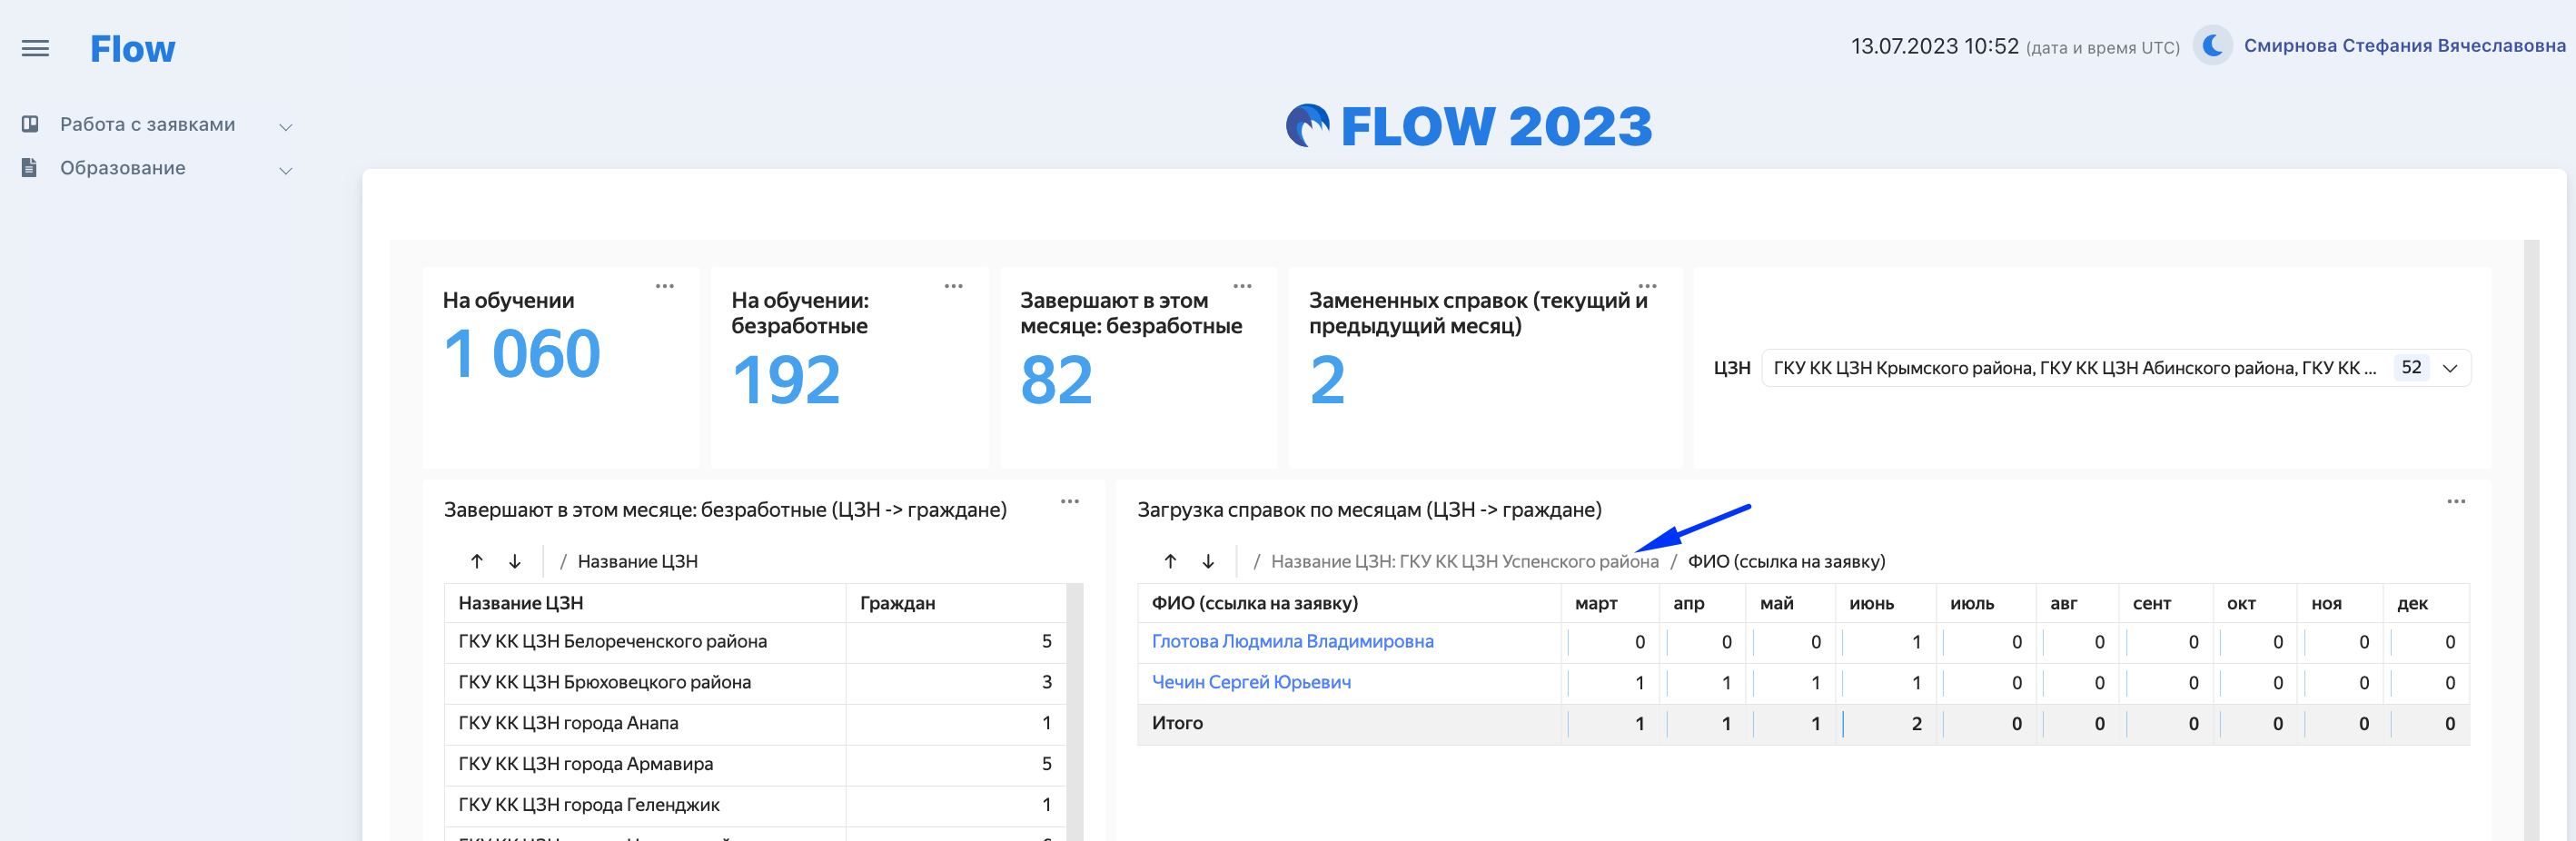 Flow
13.07.2023 10:52 (дата и время UTC) Смирнова Стефания Вячеславовна
Работа с заявками
Образование
FLOW 2023
На обучении
1 060
На обучении:
безработные
192
Завершают в этом
месяце: безработные
82
Замененных справок (текущий и
предыдущий месяц)
2
ЦЗН ГКУ КК ЦЗН Крымского района, ГКУ КК ЦЗН Абинского района, ГКУ КК ... 52
Завершают в этом месяце: безработные (ЦЗН -> граждане)
/ Название ЦЗН
Название ЦЗН Граждан
ГКУ КК ЦЗН Белореченского района 5
ГКУ КК ЦЗН Брюховецкого района 3
ГКУ КК ЦЗН города Анапа 1
ГКУ КК ЦЗН города Армавира 5
ГКУ КК ЦЗН города Геленджик 1
Загрузка справок по месяцам (ЦЗН -> граждане)
/ Название ЦЗН: ГКУ КК ЦЗН Успенского района / ФИО (ссылка на заявку)
ФИО (ссылка на заявку) март апр май июнь июль авг сент окт ноя дек
Глотова Людмила Владимировна 0 0 0 1 0 0 0 0 0 0
Чечин Сергей Юрьевич 1 1 1 1 0 0 0 0 0 0
Итого 1 1 1 2 0 0 0 0 0 0